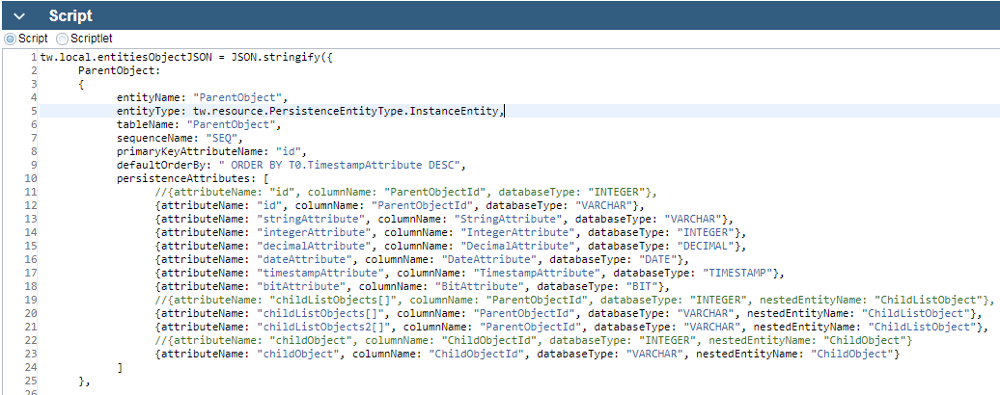 Script
Script Scriptlet
1 tw.local.entitiesObjectJSON = JSON.stringify({
2 ParentObject:
3 {
4 entityName: "ParentObject",
5 entityType: tw.resource.PersistenceEntityType.InstanceEntity,
6 tableName: "ParentObject",
7 sequenceName: "SEQ",
8 primaryKeyAttributeName: "id",
9 defaultOrderBy: " ORDER BY T0.TimestampAttribute DESC",
10 persistenceAttributes: [
11 //{attributeName: "id", columnName: "ParentObjectId", databaseType: "INTEGER"},
12 {attributeName: "id", columnName: "ParentObjectId", databaseType: "VARCHAR"},
13 {attributeName: "stringAttribute", columnName: "StringAttribute", databaseType: "VARCHAR"},
14 {attributeName: "integerAttribute", columnName: "IntegerAttribute", databaseType: "INTEGER"},
15 {attributeName: "decimalAttribute", columnName: "DecimalAttribute", databaseType: "DECIMAL"},
16 {attributeName: "dateAttribute", columnName: "DateAttribute", databaseType: "DATE"},
17 {attributeName: "timestampAttribute", columnName: "TimestampAttribute", databaseType: "TIMESTAMP"},
18 {attributeName: "bitAttribute", columnName: "BitAttribute", databaseType: "BIT"},
19 //{attributeName: "childListObjects[]", columnName: "ParentObjectId", databaseType: "INTEGER", nestedEntityName: "ChildListObject"},
20 {attributeName: "childListObjects[]", columnName: "ParentObjectId", databaseType: "VARCHAR", nestedEntityName: "ChildListObject"},
21 {attributeName: "childListObjects2[]", columnName: "ParentObjectId", databaseType: "VARCHAR", nestedEntityName: "ChildListObject"},
22 //{attributeName: "childObject", columnName: "ChildObjectId", databaseType: "INTEGER", nestedEntityName: "ChildObject"}
23 {attributeName: "childObject", columnName: "ChildObjectId", databaseType: "VARCHAR", nestedEntityName: "ChildObject"}
24 ]
25 },
26